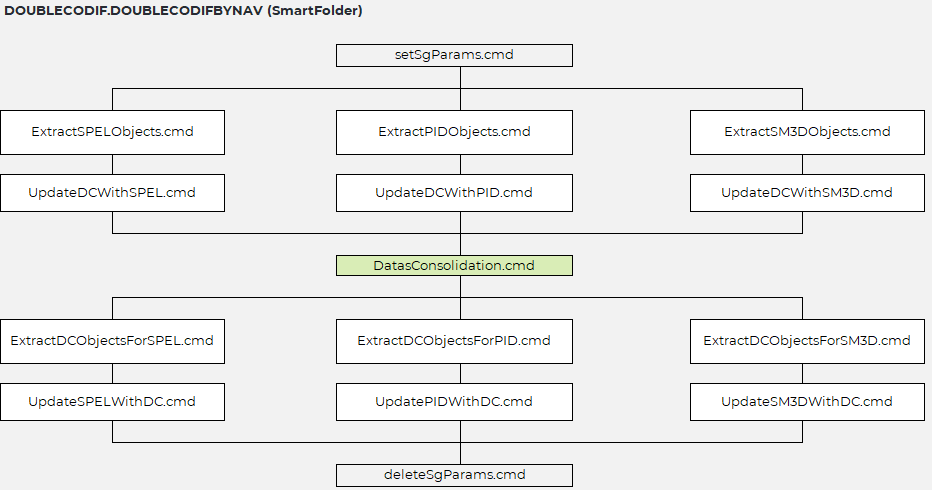 DOUBLECODIF.DOUBLECODIFBYNAV (SmartFolder)
setSgParams.cmd
ExtractSPELObjects.cmd
ExtractPIDObjects.cmd
ExtractSM3DObjects.cmd
UpdateDCWithSPEL.cmd
UpdateDCWithPID.cmd
UpdateDCWithSM3D.cmd
DatasConsolidation.cmd
ExtractDCObjectsForSPEL.cmd
ExtractDCObjectsForPID.cmd
ExtractDCObjectsForSM3D.cmd
UpdateSPELWithDC.cmd
UpdatePIDWithDC.cmd
UpdateSM3DWithDC.cmd
deleteSgParams.cmd